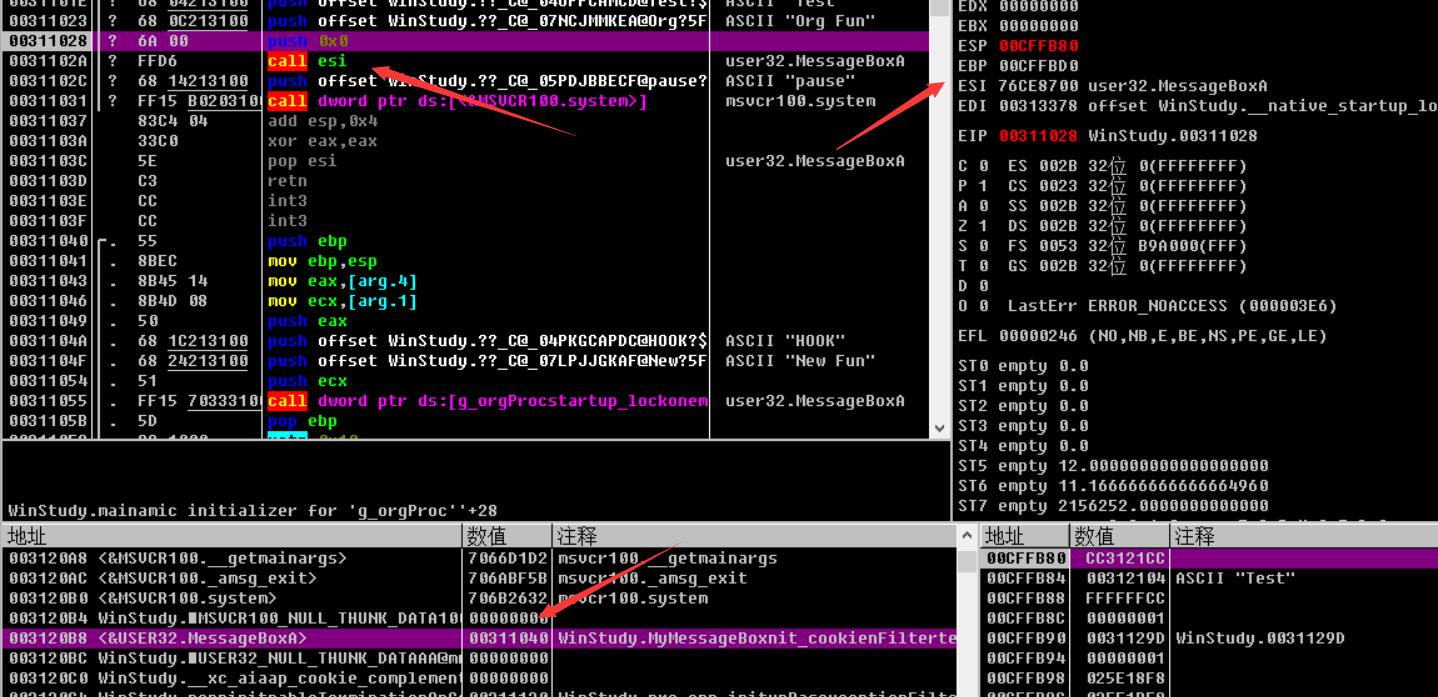 0031101E ? 68 04213100 push offset WinStudy.??_C@_04OFFCAMCD@Test?$ ASCII "Test"
00311023 ? 68 0C213100 push offset WinStudy.??_C@_07NCJMMKEA@Org?5F ASCII "Org Fun"
00311028 ? 6A 00 push 0x0
0031102A ? FFD6 call esi user32.MessageBoxA
0031102C ? 68 14213100 push offset WinStudy.??_C@_05PDJBBECF@pause? ASCII "pause"
00311031 ? FF15 B0203100 call dword ptr ds:[<&MSVCR100.system>] msvcr100.system
00311037 83C4 04 add esp,0x4
0031103A 33C0 xor eax,eax
0031103C 5E pop esi user32.MessageBoxA
0031103D C3 retn
0031103E CC int3
0031103F CC int3
00311040 . 55 push ebp
00311041 . 8BEC mov ebp,esp
00311043 . 8B45 14 mov eax,[arg.4]
00311046 . 8B4D 08 mov ecx,[arg.1]
00311049 . 50 push eax
0031104A . 68 1C213100 push offset WinStudy.??_C@_04PKGCAPDC@HOOK?$ ASCII "HOOK"
0031104F . 68 24213100 push offset WinStudy.??_C@_07LPJJGKAF@New?5F ASCII "New Fun"
00311054 . 51 push ecx
00311055 . FF15 70333100 call dword ptr ds:[g_orgProcstartup_lockonem user32.MessageBoxA
0031105B . 5D pop ebp
WinStudy.mainamic initializer for 'g_orgProc''+28
EDX 00000000
EBX 00000000
ESP 00CFFB80
EBP 00CFFBD0
ESI 76CE8700 user32.MessageBoxA
EDI 00313378 offset WinStudy.__native_startup_lo
EIP 00311028 WinStudy.00311028
C 0 ES 002B 32位 0(FFFFFFFF)
P 1 CS 0023 32位 0(FFFFFFFF)
A 0 SS 002B 32位 0(FFFFFFFF)
Z 1 DS 002B 32位 0(FFFFFFFF)
S 0 FS 0053 32位 B9A000(FFF)
T 0 GS 002B 32位 0(FFFFFFFF)
D 0
O 0 LastErr ERROR_NOACCESS (000003E6)
EFL 00000246 (NO,NB,E,BE,NS,PE,GE,LE)
ST0 empty 0.0
ST1 empty 0.0
ST2 empty 0.0
ST3 empty 0.0
ST4 empty 0.0
ST5 empty 12.000000000000000000
ST6 empty 11.166666666666664960
ST7 empty 2156252.0000000000000
地址 数值 注释
003120A8 <&MSVCR100.__getmainargs> 7066D1D2 msvcr100.__getmainargs
003120AC <&MSVCR100._amsg_exit> 706ABF5B msvcr100._amsg_exit
003120B0 <&MSVCR100.system> 706B2632 msvcr100.system
003120B4 WinStudy.■MSVCR100_NULL_THUNK_DATA10 00000000
003120B8 <&USER32.MessageBoxA> 00311040 WinStudy.MyMessageBoxnit_cookienFilterte
003120BC WinStudy.■USER32_NULL_THUNK_DATAAA@m 00000000
003120C0 WinStudy.__xc_aiaap_cookie_complemen 00000000
地址 数值 注释
00CFFB80 CC3121CC
00CFFB84 00312104 ASCII "Test"
00CFFB88 FFFFFFCC
00CFFB8C 00000001
00CFFB90 0031129D WinStudy.0031129D
00CFFB94 00000001
00CFFB98 025E18F8